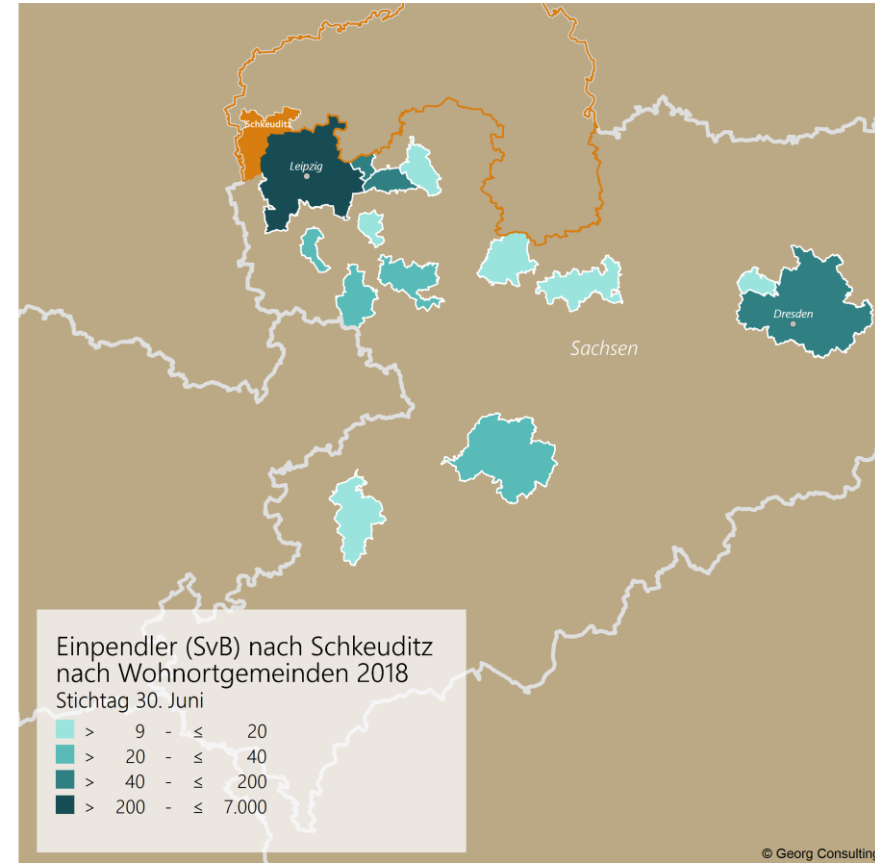 Schkeuditz
Leipzig
Dresden
Sachsen
Einpendler (SvB) nach Schkeuditz
nach Wohnortgemeinden 2018
Stichtag 30. Juni
> 9 - ≤ 20
> 20 - ≤ 40
> 40 - ≤ 200
> 200 - ≤ 7.000
© Georg Consulting